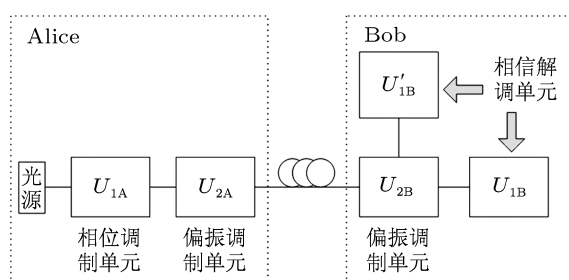 Alice
Bob
U′1B
相信解
调单元
光
源
U1A
U2A
U2B
U1B
相位调
制单元
偏振调
制单元
偏振调
制单元